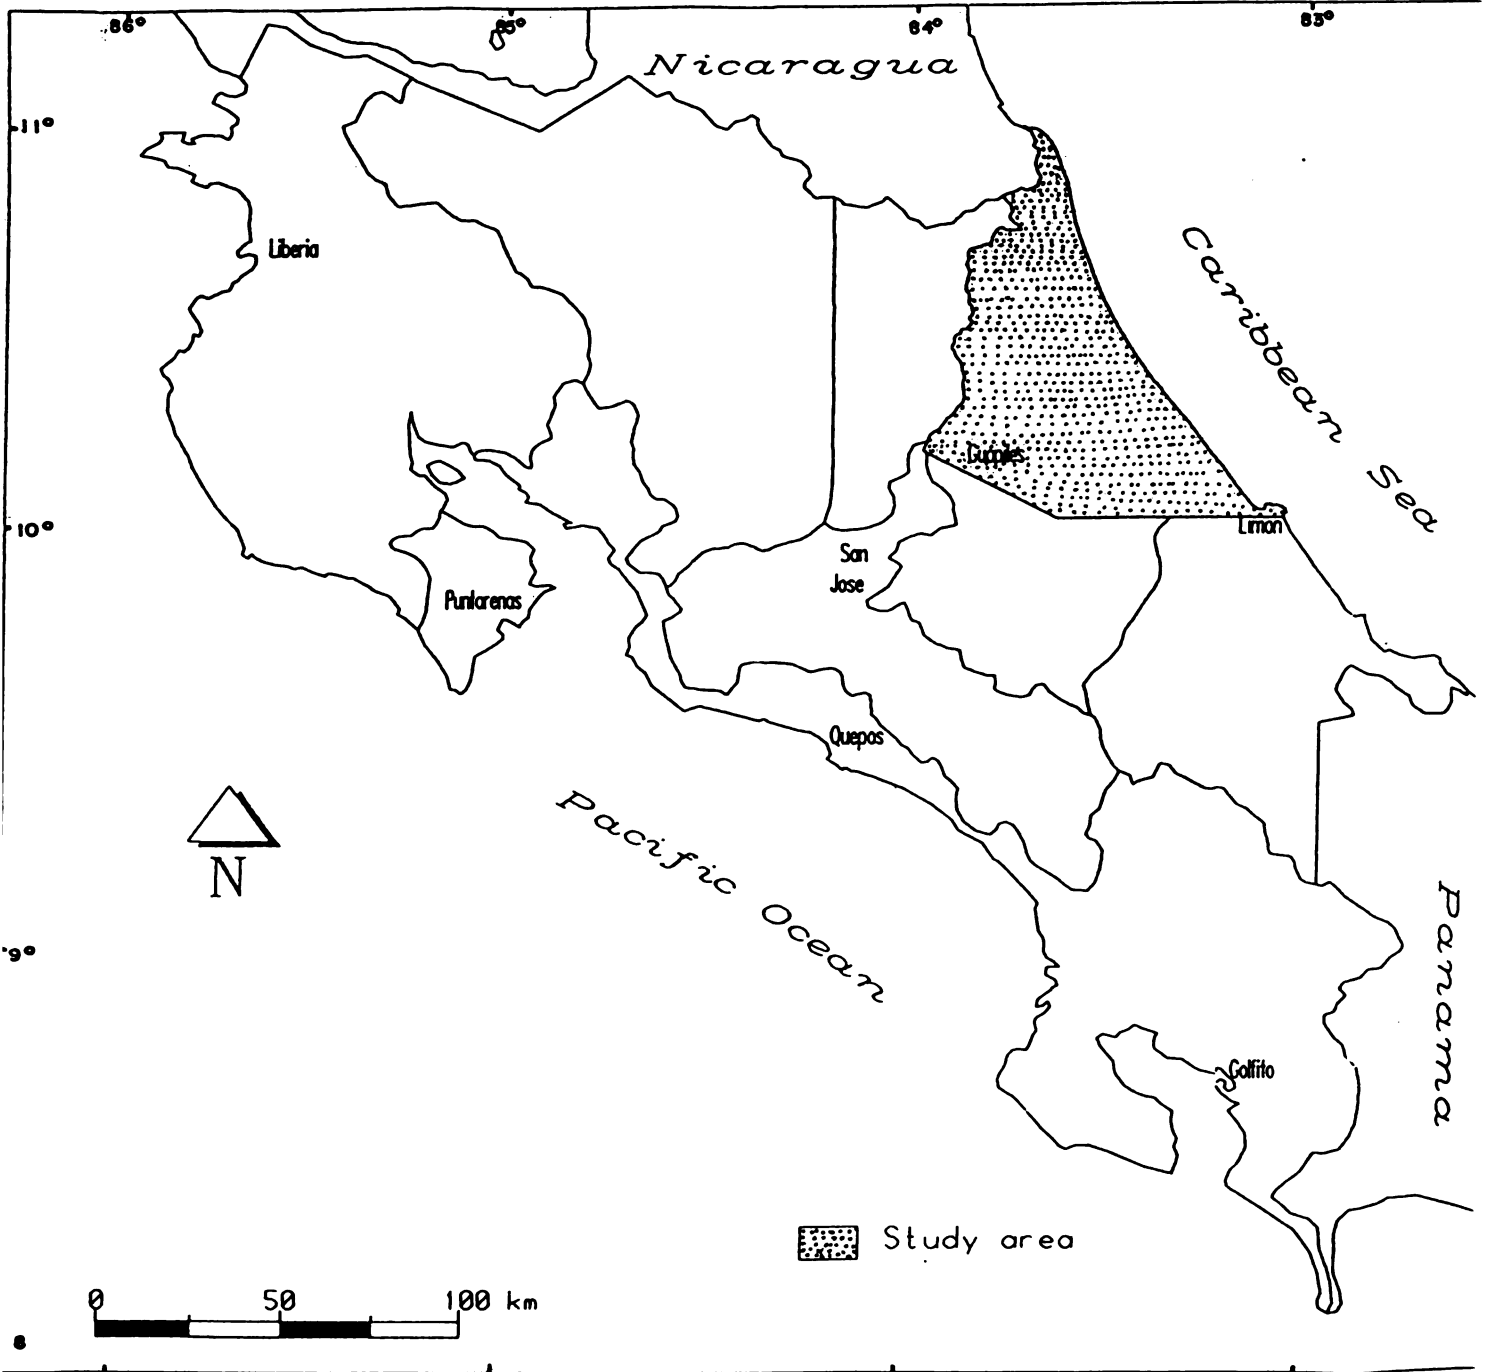 86°
85°
84°
83°
Nicaragua
11°
Liberia
Caribbean Sea
10°
Limon
San
Jose
Puntarenas
Quepos
Pacific Ocean
N
9°
Panama
Golfito
Study area
0 50 100 km
8